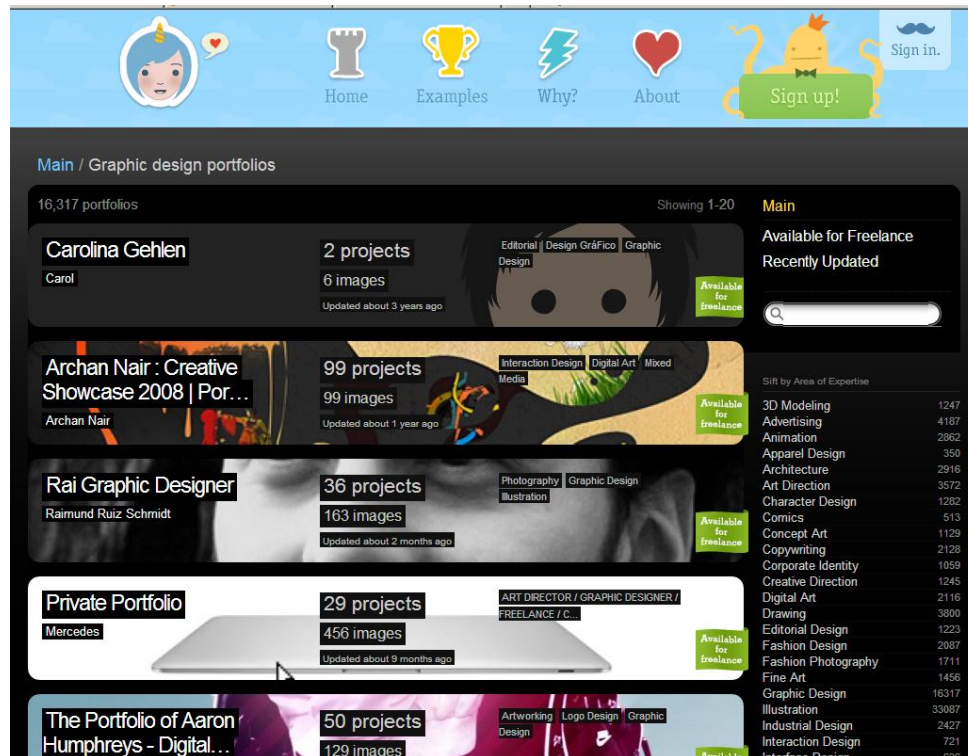 Home
Examples
Why?
About
Sign up!
Sign in.
Main / Graphic design portfolios
16,317 portfolios
Showing 1-20
Carolina Gehlen
Carol
2 projects
6 images
Updated about 3 years ago
Editorial Design GráFico Graphic
Design
Available
for
freelance
Archan Nair : Creative
Showcase 2008 | Por…
Archan Nair
99 projects
99 images
Updated about 1 year ago
Interaction Design Digital Art Mixed
Media
Available
for
freelance
Rai Graphic Designer
Raimund Ruiz Schmidt
36 projects
163 images
Updated about 2 months ago
Photography Graphic Design
Illustration
Available
for
freelance
Private Portfolio
Mercedes
29 projects
456 images
Updated about 9 months ago
ART DIRECTOR / GRAPHIC DESIGNER /
FREELANCE / C...
Available
for
freelance
The Portfolio of Aaron
Humphreys - Digital…
50 projects
129 images
Artworking Logo Design Graphic
Design
Available
Main
Available for Freelance
Recently Updated
Sift by Area of Expertise
3D Modeling 1247
Advertising 4187
Animation 2862
Apparel Design 350
Architecture 2916
Art Direction 3572
Character Design 1282
Comics 513
Concept Art 1129
Copywriting 2128
Corporate Identity 1059
Creative Direction 1245
Digital Art 2116
Drawing 3800
Editorial Design 1223
Fashion Design 2087
Fashion Photography 1711
Fine Art 1456
Graphic Design 16317
Illustration 33087
Industrial Design 2427
Interaction Design 721
Interface Design